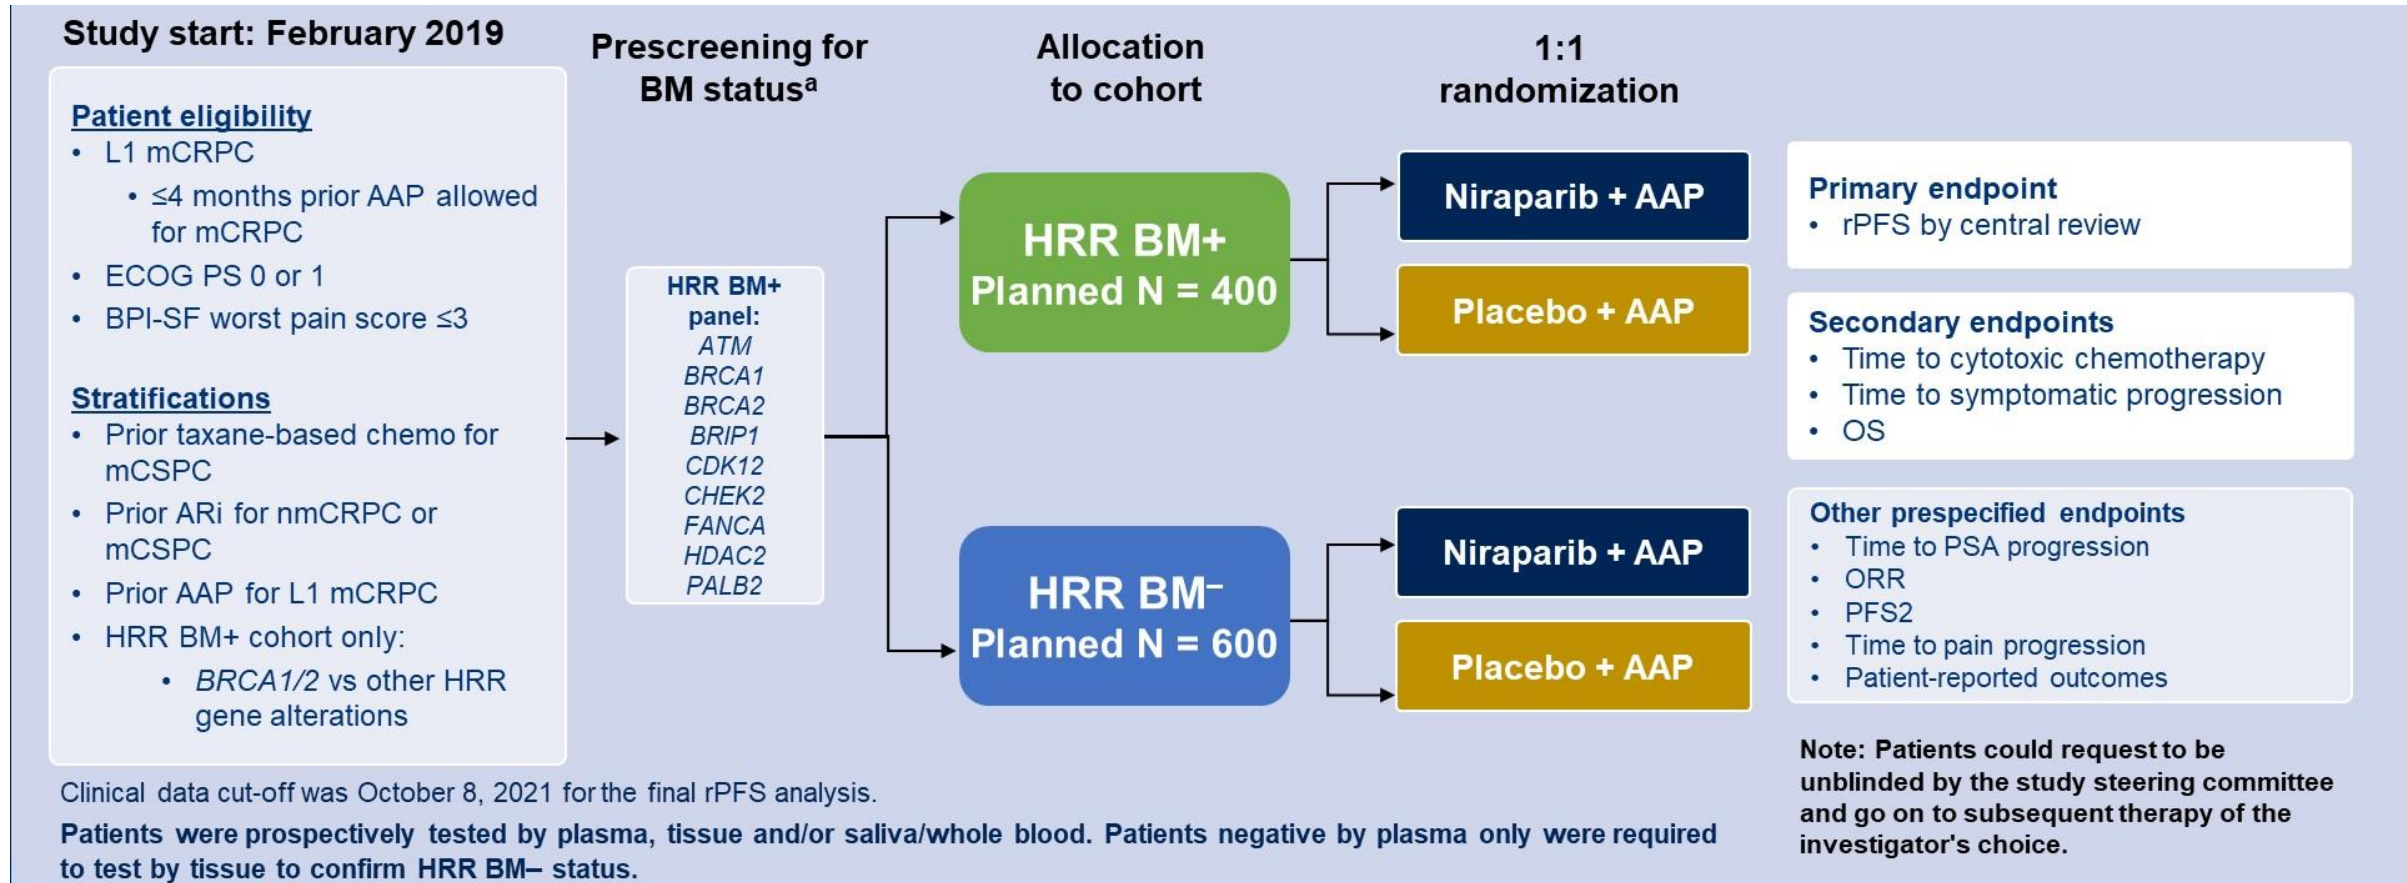 Study start: February 2019
Patient eligibility
• L1 mCRPC
• ≤4 months prior AAP allowed
for mCRPC
• ECOG PS 0 or 1
• BPI-SF worst pain score ≤3
Stratifications
• Prior taxane-based chemo for
mCSPC
• Prior ARi for nmCRPC or
mCSPC
• Prior AAP for L1 mCRPC
• HRR BM+ cohort only:
• BRCA1/2 vs other HRR
gene alterations
Prescreening for
BM statusᵃ
HRR BM+
panel:
ATM
BRCA1
BRCA2
BRIP1
CDK12
CHEK2
FANCA
HDAC2
PALB2
Allocation
to cohort
HRR BM+
Planned N = 400
HRR BM–
Planned N = 600
1:1
randomization
Niraparib + AAP
Placebo + AAP
Niraparib + AAP
Placebo + AAP
Primary endpoint
• rPFS by central review
Secondary endpoints
• Time to cytotoxic chemotherapy
• Time to symptomatic progression
• OS
Other prespecified endpoints
• Time to PSA progression
• ORR
• PFS2
• Time to pain progression
• Patient-reported outcomes
Note: Patients could request to be
unblinded by the study steering committee
and go on to subsequent therapy of the
investigator's choice.
Clinical data cut-off was October 8, 2021 for the final rPFS analysis.
Patients were prospectively tested by plasma, tissue and/or saliva/whole blood. Patients negative by plasma only were required
to test by tissue to confirm HRR BM– status.